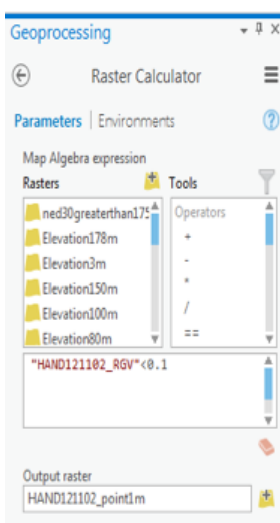 Geoprocessing
Raster Calculator
Parameters | Environments
Map Algebra expression
Rasters
Tools
ned30greaterthan175
Elevation178m
Elevation3m
Elevation150m
Elevation100m
Elevation80m
Operators
+
-
*
/
==
"HAND121102_RGV"<0.1
Output raster
HAND121102_point1m